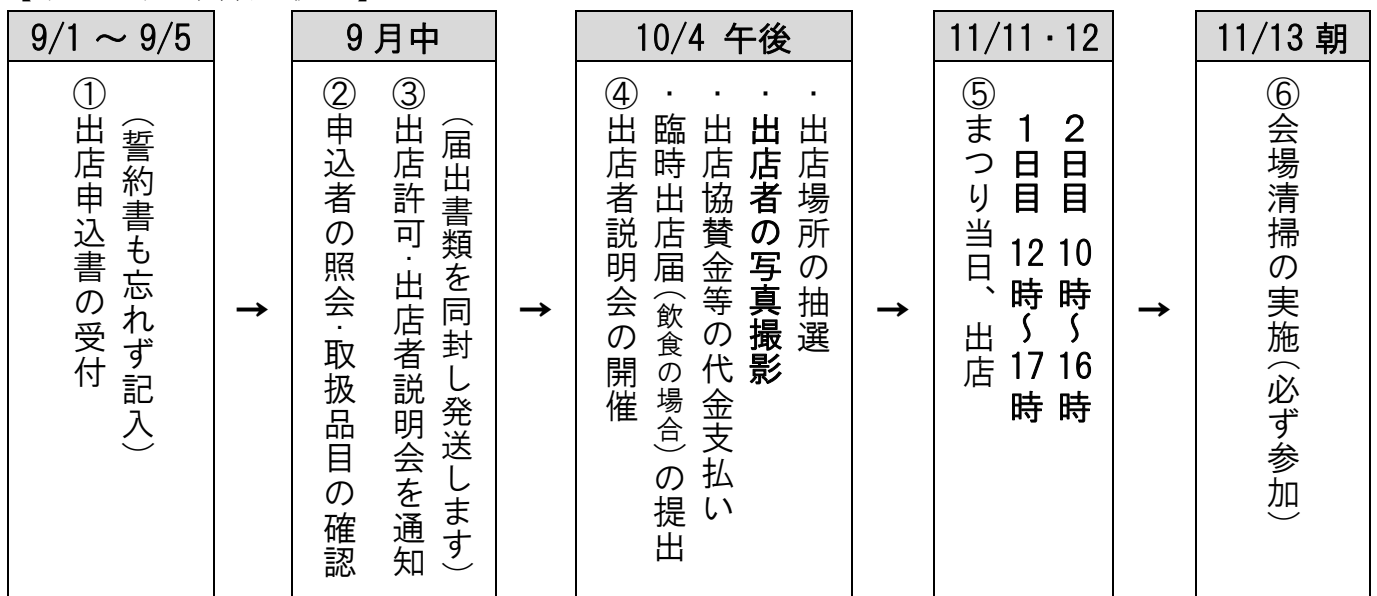 9/1 ～ 9/5
①出店申込書の受付
（誓約書も忘れず記入）
→
9月中
②申込者の照会・取扱品目の確認
③出店許可・出店者説明会を通知
（届出書類を同封し発送します）
→
10/4 午後
④出店者説明会の開催
・臨時出店届（飲食の場合）の提出
・出店協賛金等の代金支払い
・出店者の写真撮影
・出店場所の抽選
→
11/11・12
⑤まつり当日、出店
1日目 12時～17時
2日目 10時～16時
→
11/13 朝
⑥会場清掃の実施（必ず参加）